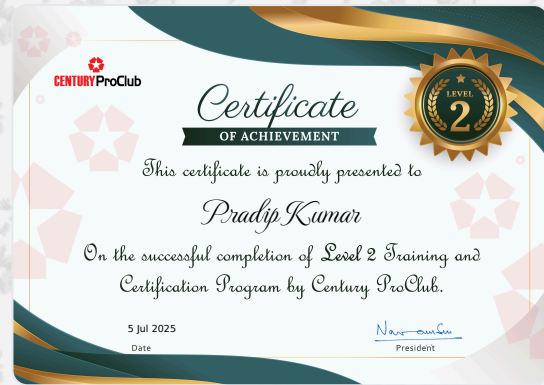 CENTURY ProClub
LEVEL
2
Certificate
OF ACHIEVEMENT
This certificate is proudly presented to
Pradip Kumar
On the successful completion of Level 2 Training and
Certification Program by Century ProClub.
5 Jul 2025
Date
President